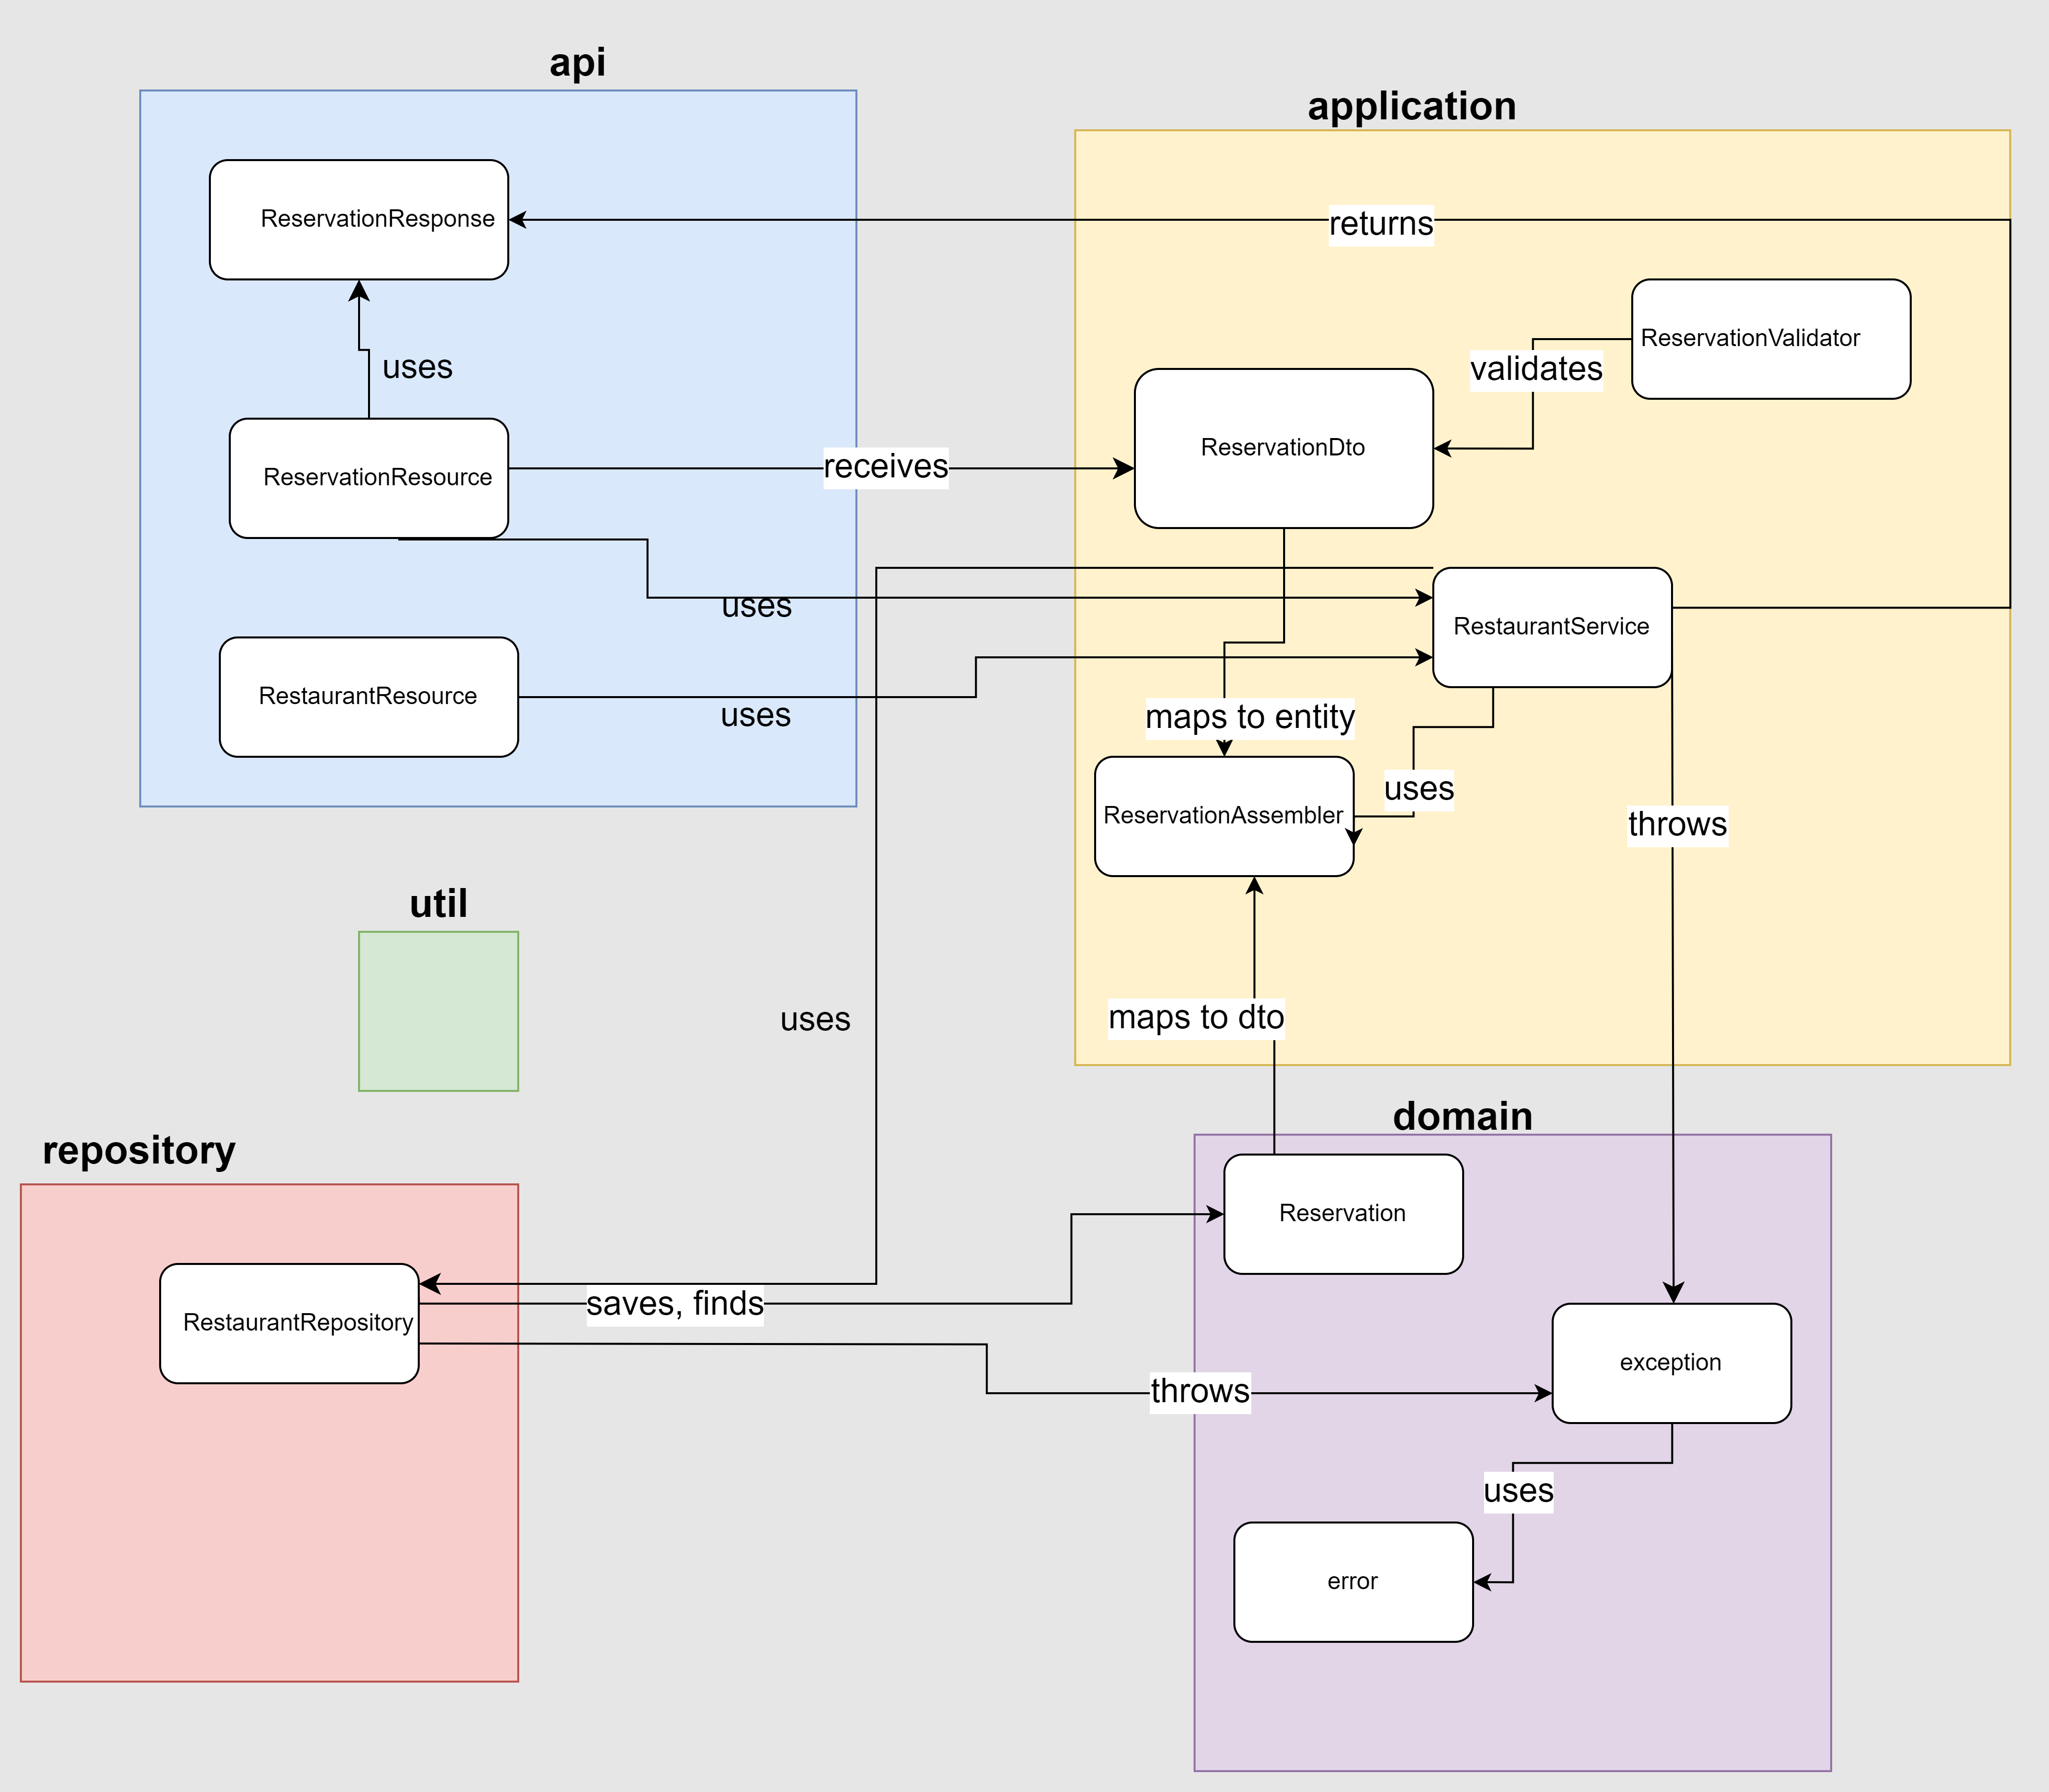 api
application
ReservationResponse
returns
ReservationValidator
uses
validates
ReservationDto
receives
ReservationResource
uses
RestaurantService
RestaurantResource
uses
maps to entity
uses
ReservationAssembler
throws
util
uses
maps to dto
domain
repository
Reservation
saves, finds
RestaurantRepository
exception
throws
uses
error